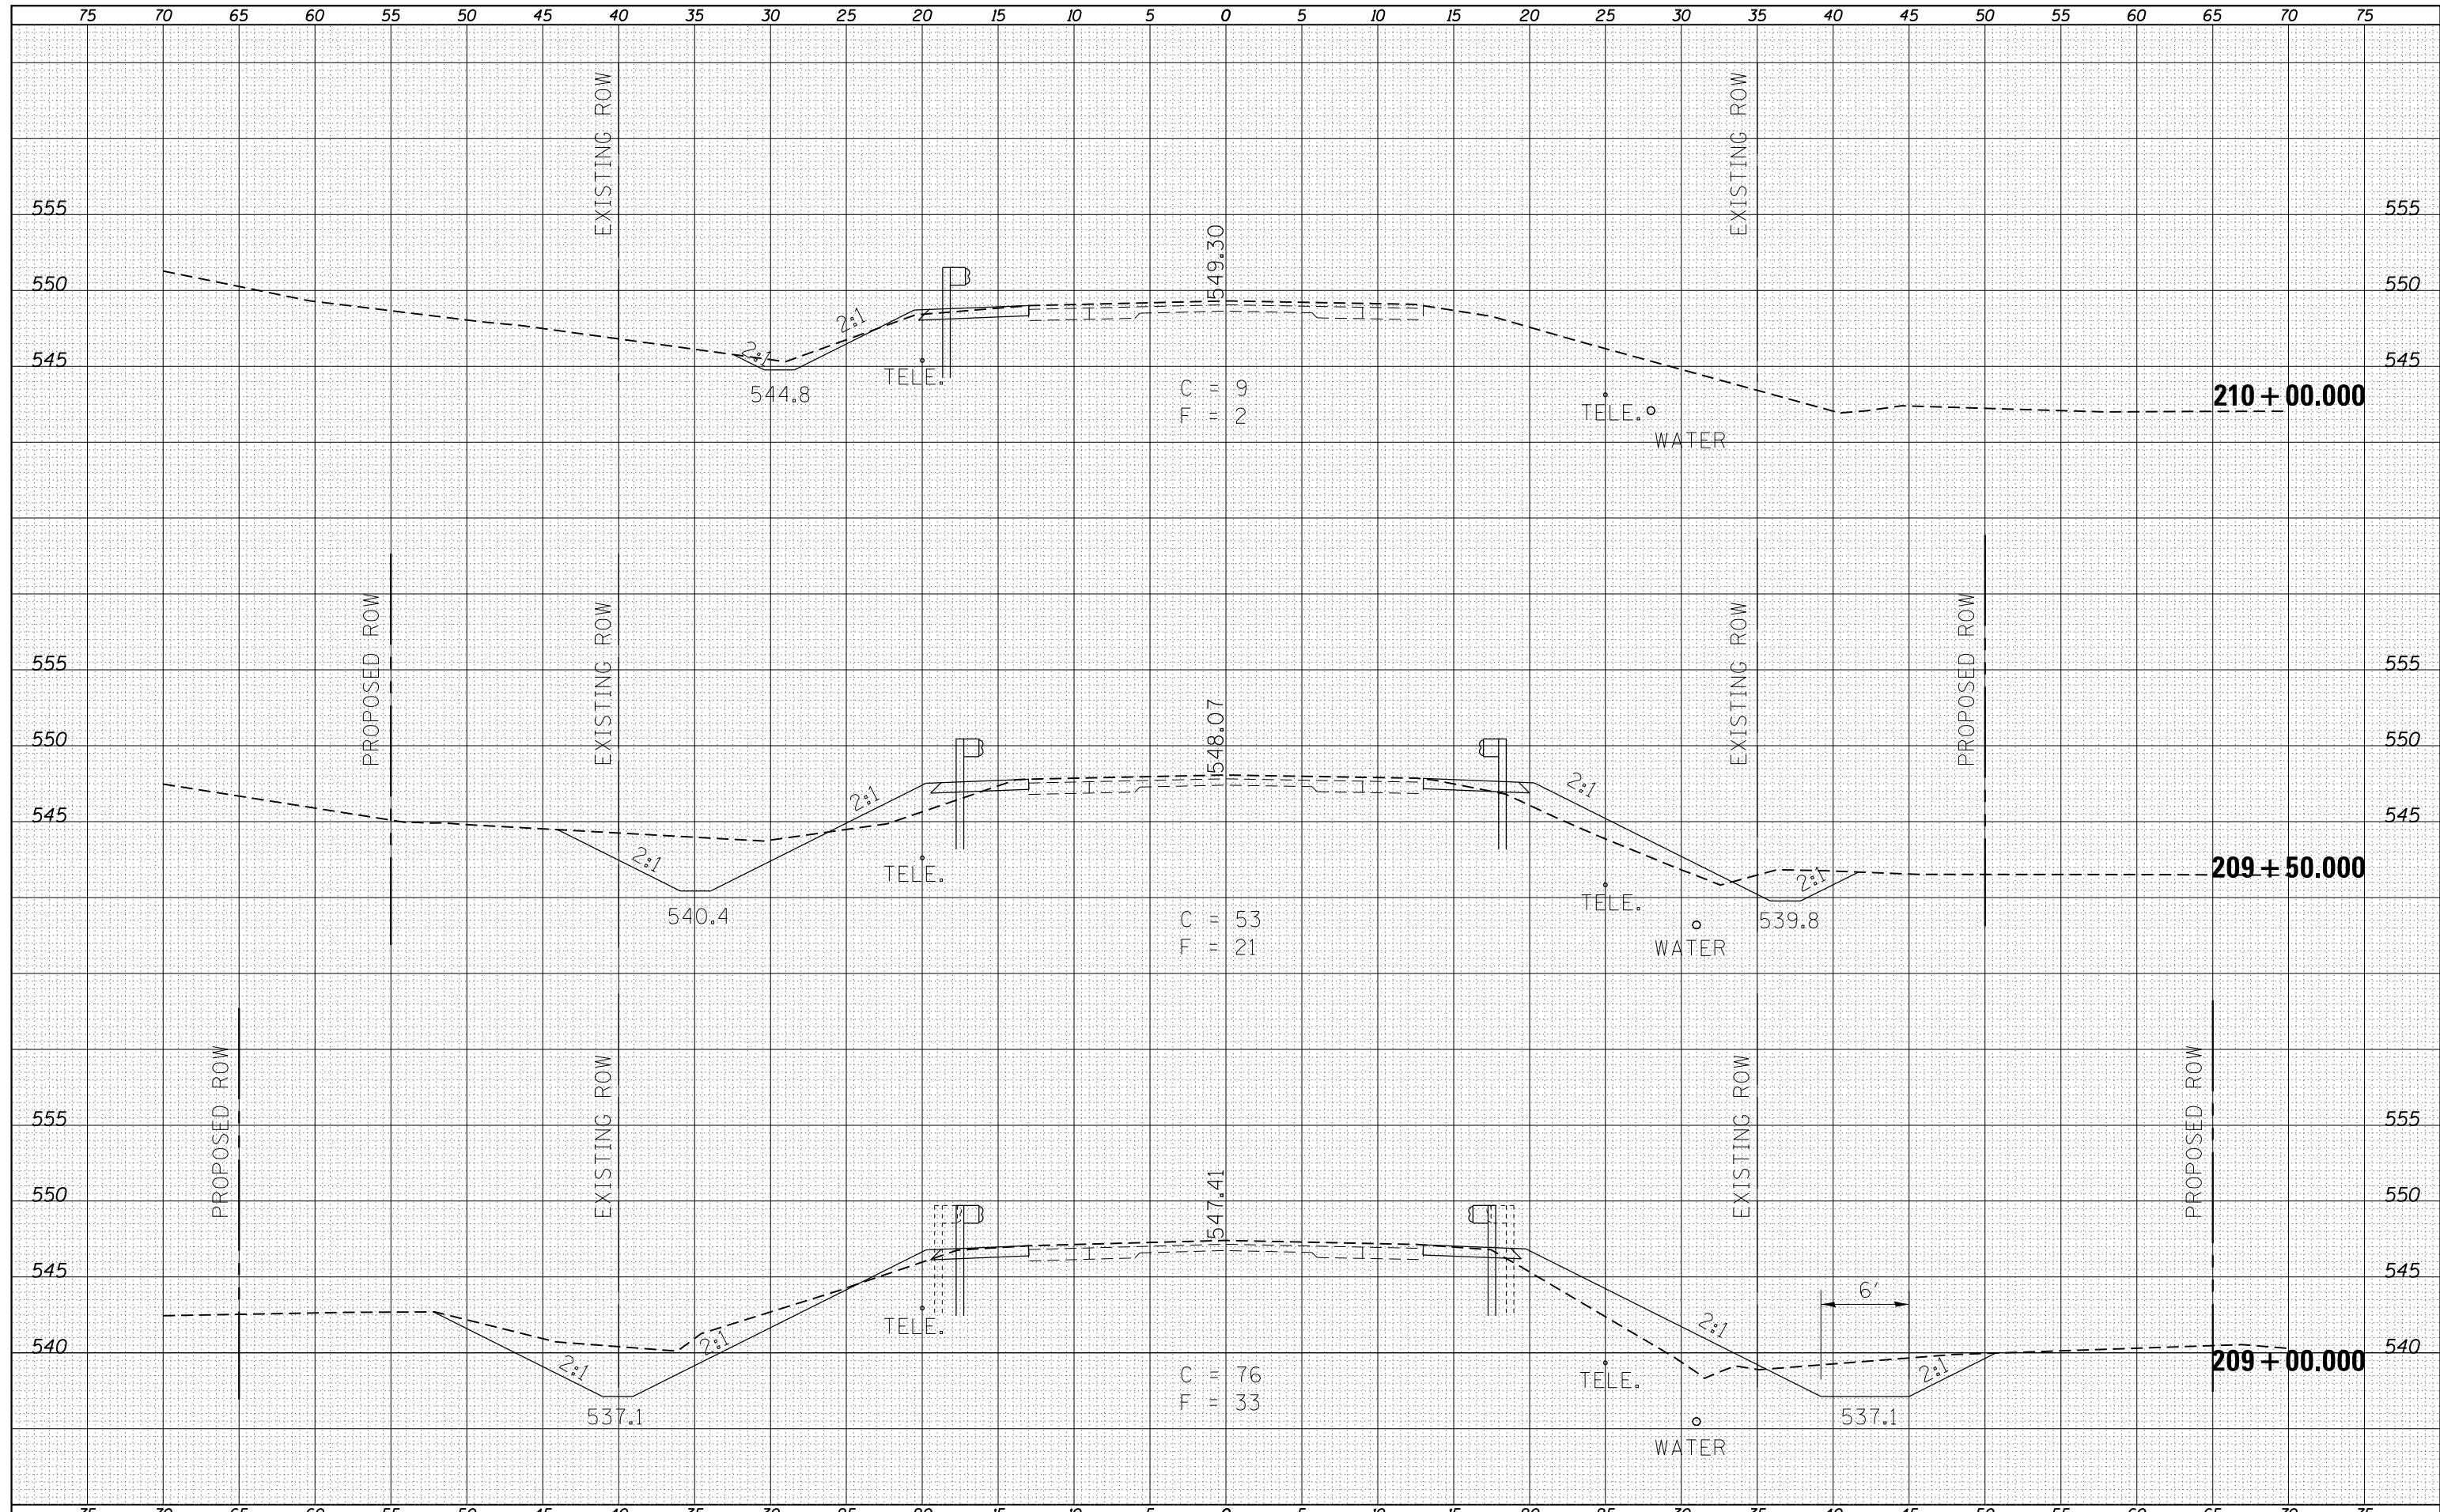 75 70 65 60 55 50 45 40 35 30 25 20 15 10 5 0 5 10 15 20 25 30 35 40 45 50 55 60 65 70 75
EXISTING ROW
EXISTING ROW
555 555
549.30
550 550
2:1
2:1
545 545
544.8
TELE.
C = 9
F = 2
TELE.
WATER
210 + 00.000
PROPOSED ROW
EXISTING ROW
EXISTING ROW
PROPOSED ROW
555 555
548.07
550 550
2:1
2:1
545 545
2:1
2:1
540.4
TELE.
C = 53
F = 21
TELE.
WATER
539.8
209 + 50.000
PROPOSED ROW
EXISTING ROW
EXISTING ROW
PROPOSED ROW
555 555
547.41
550 550
545 545
6'
TELE.
2:1
2:1
540 540
2:1
2:1
537.1
C = 76
F = 33
TELE.
WATER
537.1
209 + 00.000
75 70 65 60 55 50 45 40 35 30 25 20 15 10 5 0 5 10 15 20 25 30 35 40 45 50 55 60 65 70 75